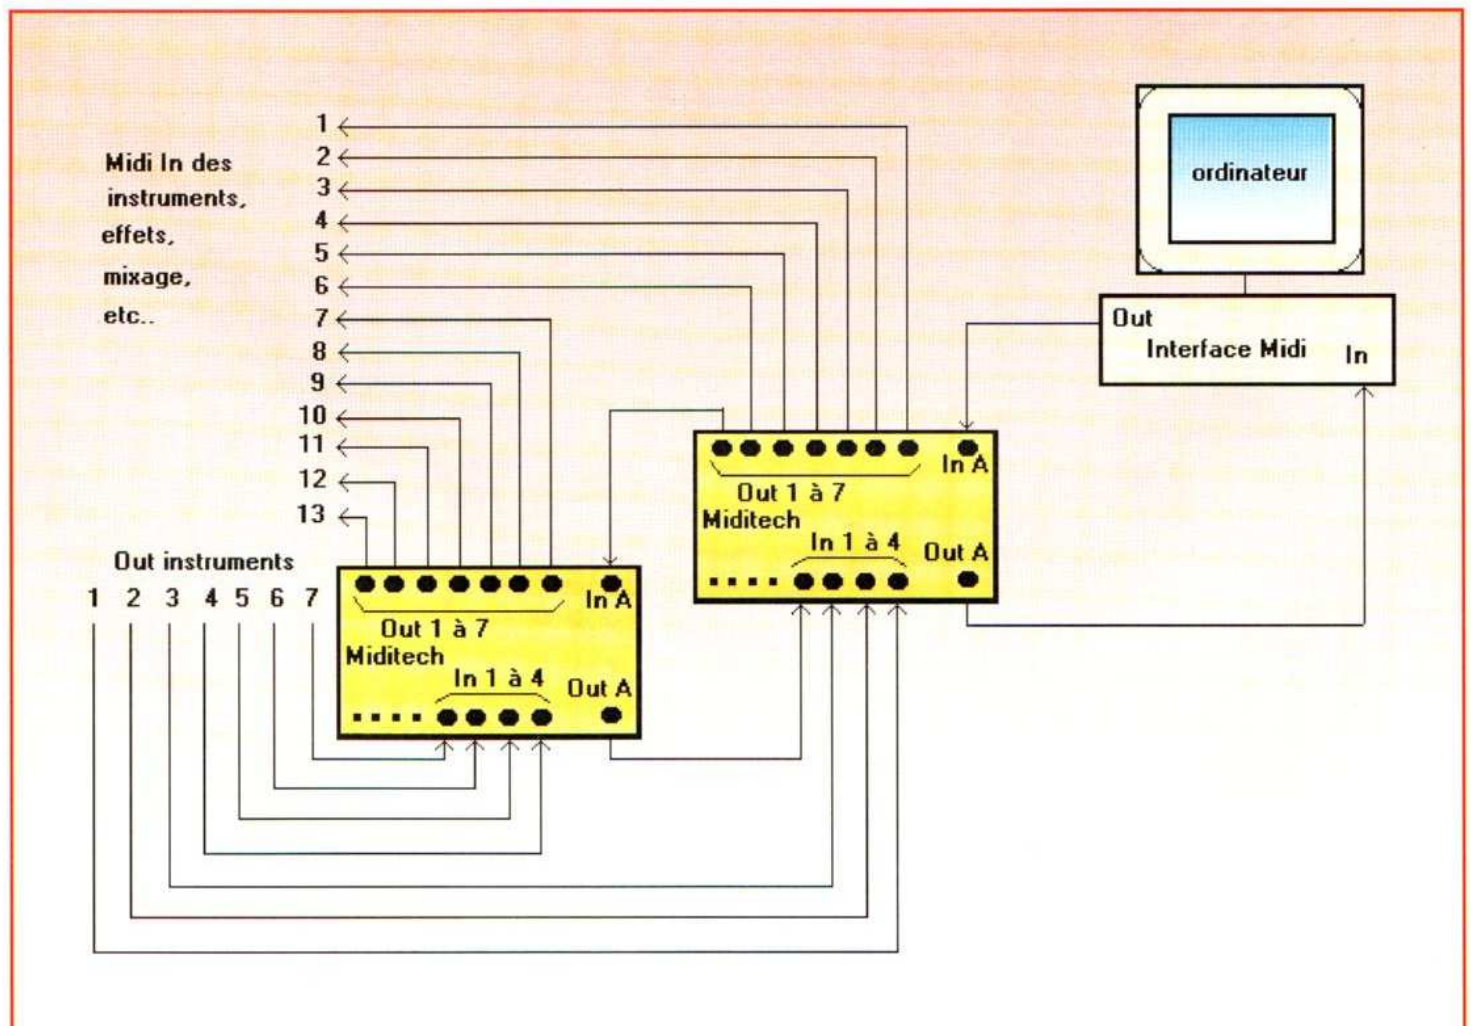 Midi In des
instruments,
effets,
mixage,
etc..
1
2
3
4
5
6
7
8
9
10
11
12
13
ordinateur
Out
Interface Midi
In
In A
Out 1 à 7
Miditech
In 1 à 4
Out A
Out instruments
1 2 3 4 5 6 7
In A
Out 1 à 7
Miditech
In 1 à 4
Out A